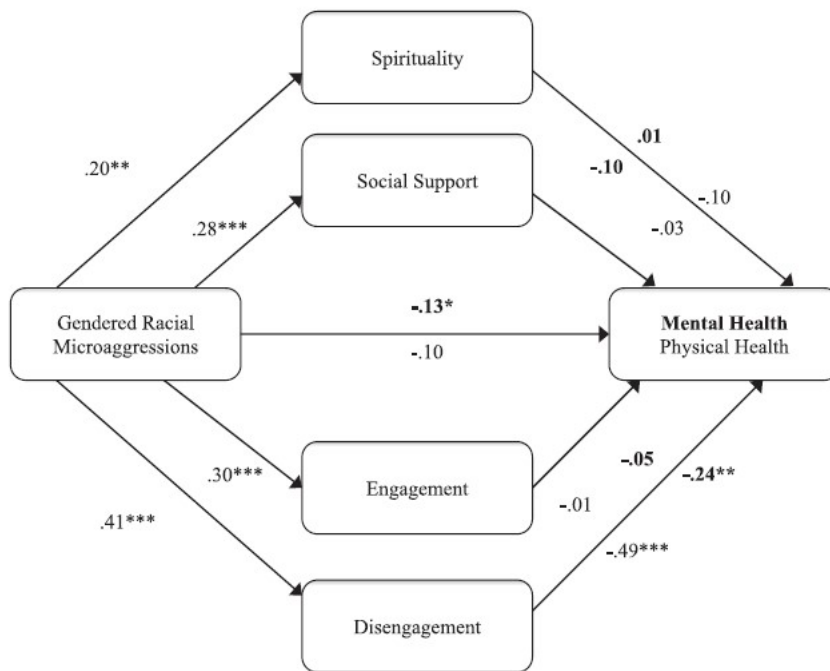 Spirituality
.01
.20**
-.10
Social Support
-.10
.28***
-.03
-.13*
Gendered Racial
Microaggressions
Mental Health
Physical Health
-.10
.30***
Engagement
-.05
-.24**
-.01
.41***
-.49***
Disengagement